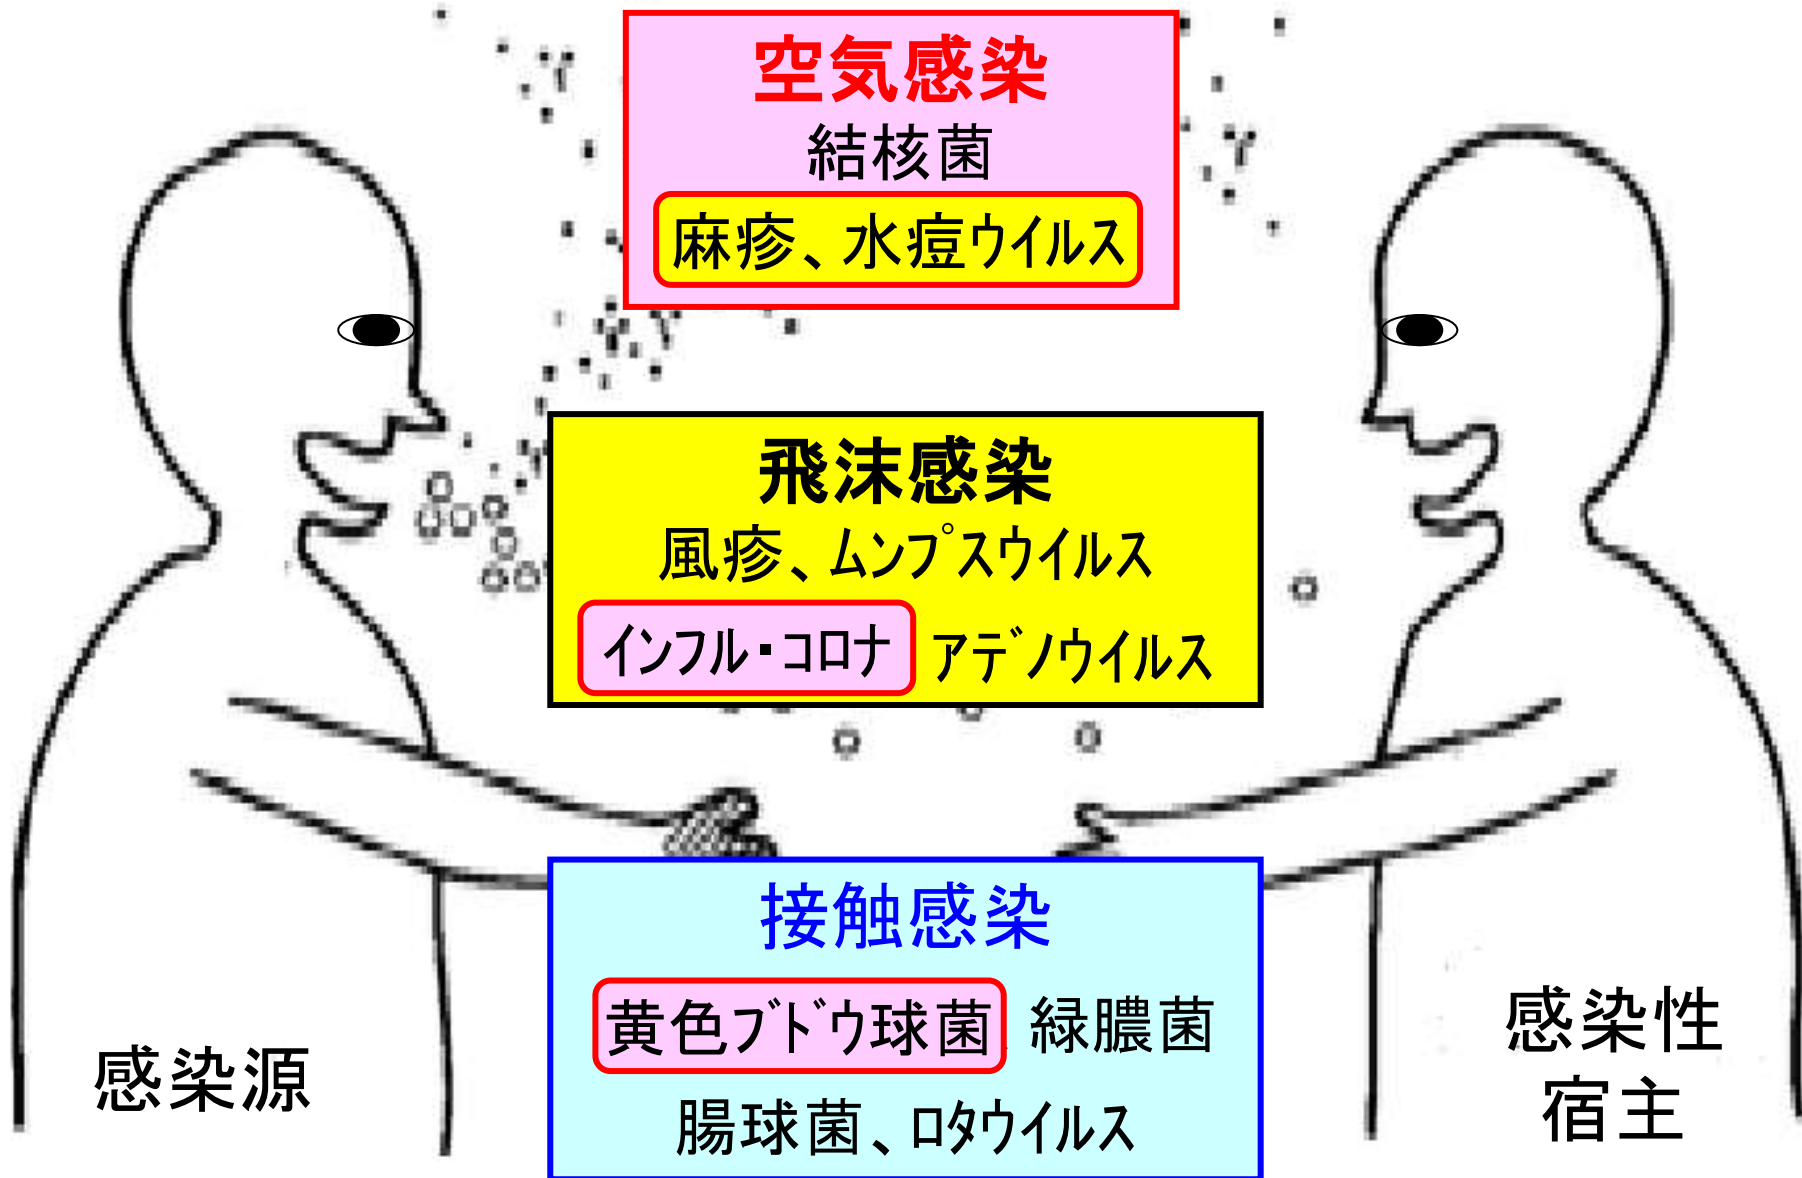 空気感染
結核菌
麻疹、水痘ウイルス
飛沫感染
風疹、ムンプスウイルス
インフル・コロナ アデノウイルス
接触感染
黄色ブドウ球菌 緑膿菌
腸球菌、ロタウイルス
感染源
感染性
宿主